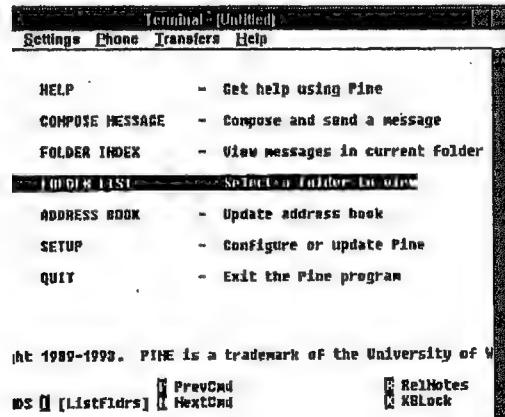 Terminal - [Untitled]
Settings Phone Transfers Help
HELP - Get help using Pine
COMPOSE MESSAGE - Compose and send a message
FOLDER INDEX - View messages in current folder
FOLDER LIST - Select a folder to view
ADDRESS BOOK - Update address book
SETUP - Configure or update Pine
QUIT - Exit the Pine program
ght 1989-1993. PINE is a trademark of the University of W
PrevCmd R RelNotes
DS [ListFldrs] NextCmd K XBLock